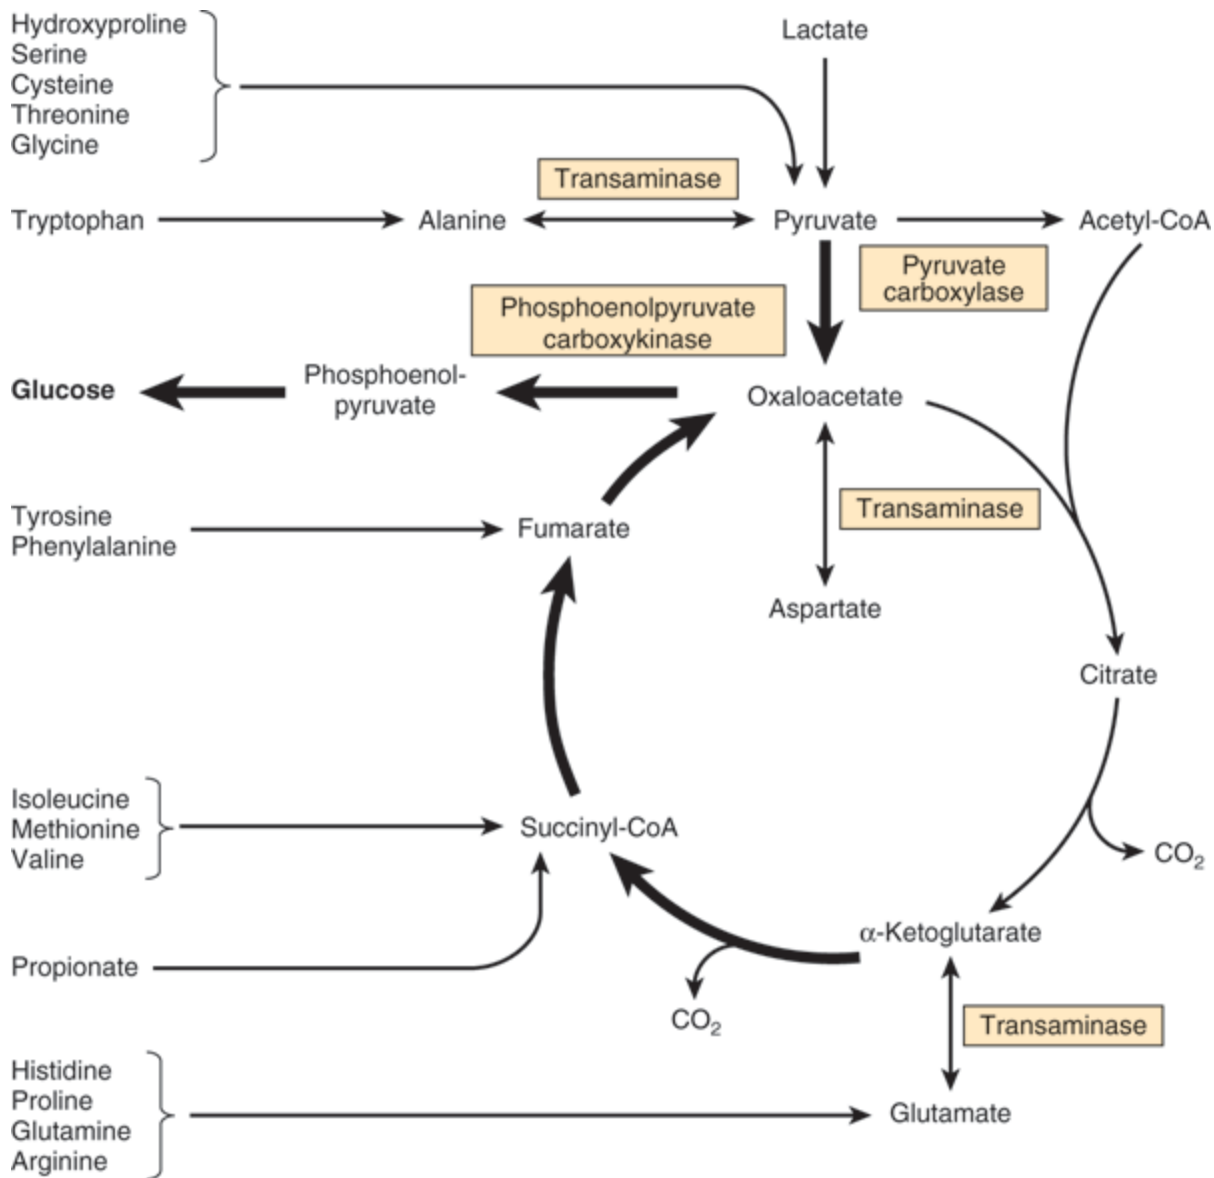 Hydroxyproline
Serine
Cysteine
Threonine
Glycine
Lactate
Transaminase
Tryptophan
Alanine
Pyruvate
Acetyl-CoA
Pyruvate
carboxylase
Phosphoenolpyruvate
carboxykinase
Glucose
Phosphoenol-
pyruvate
Oxaloacetate
Tyrosine
Phenylalanine
Fumarate
Transaminase
Aspartate
Citrate
Isoleucine
Methionine
Valine
Succinyl-CoA
CO₂
α-Ketoglutarate
Propionate
CO₂
Transaminase
Histidine
Proline
Glutamine
Arginine
Glutamate